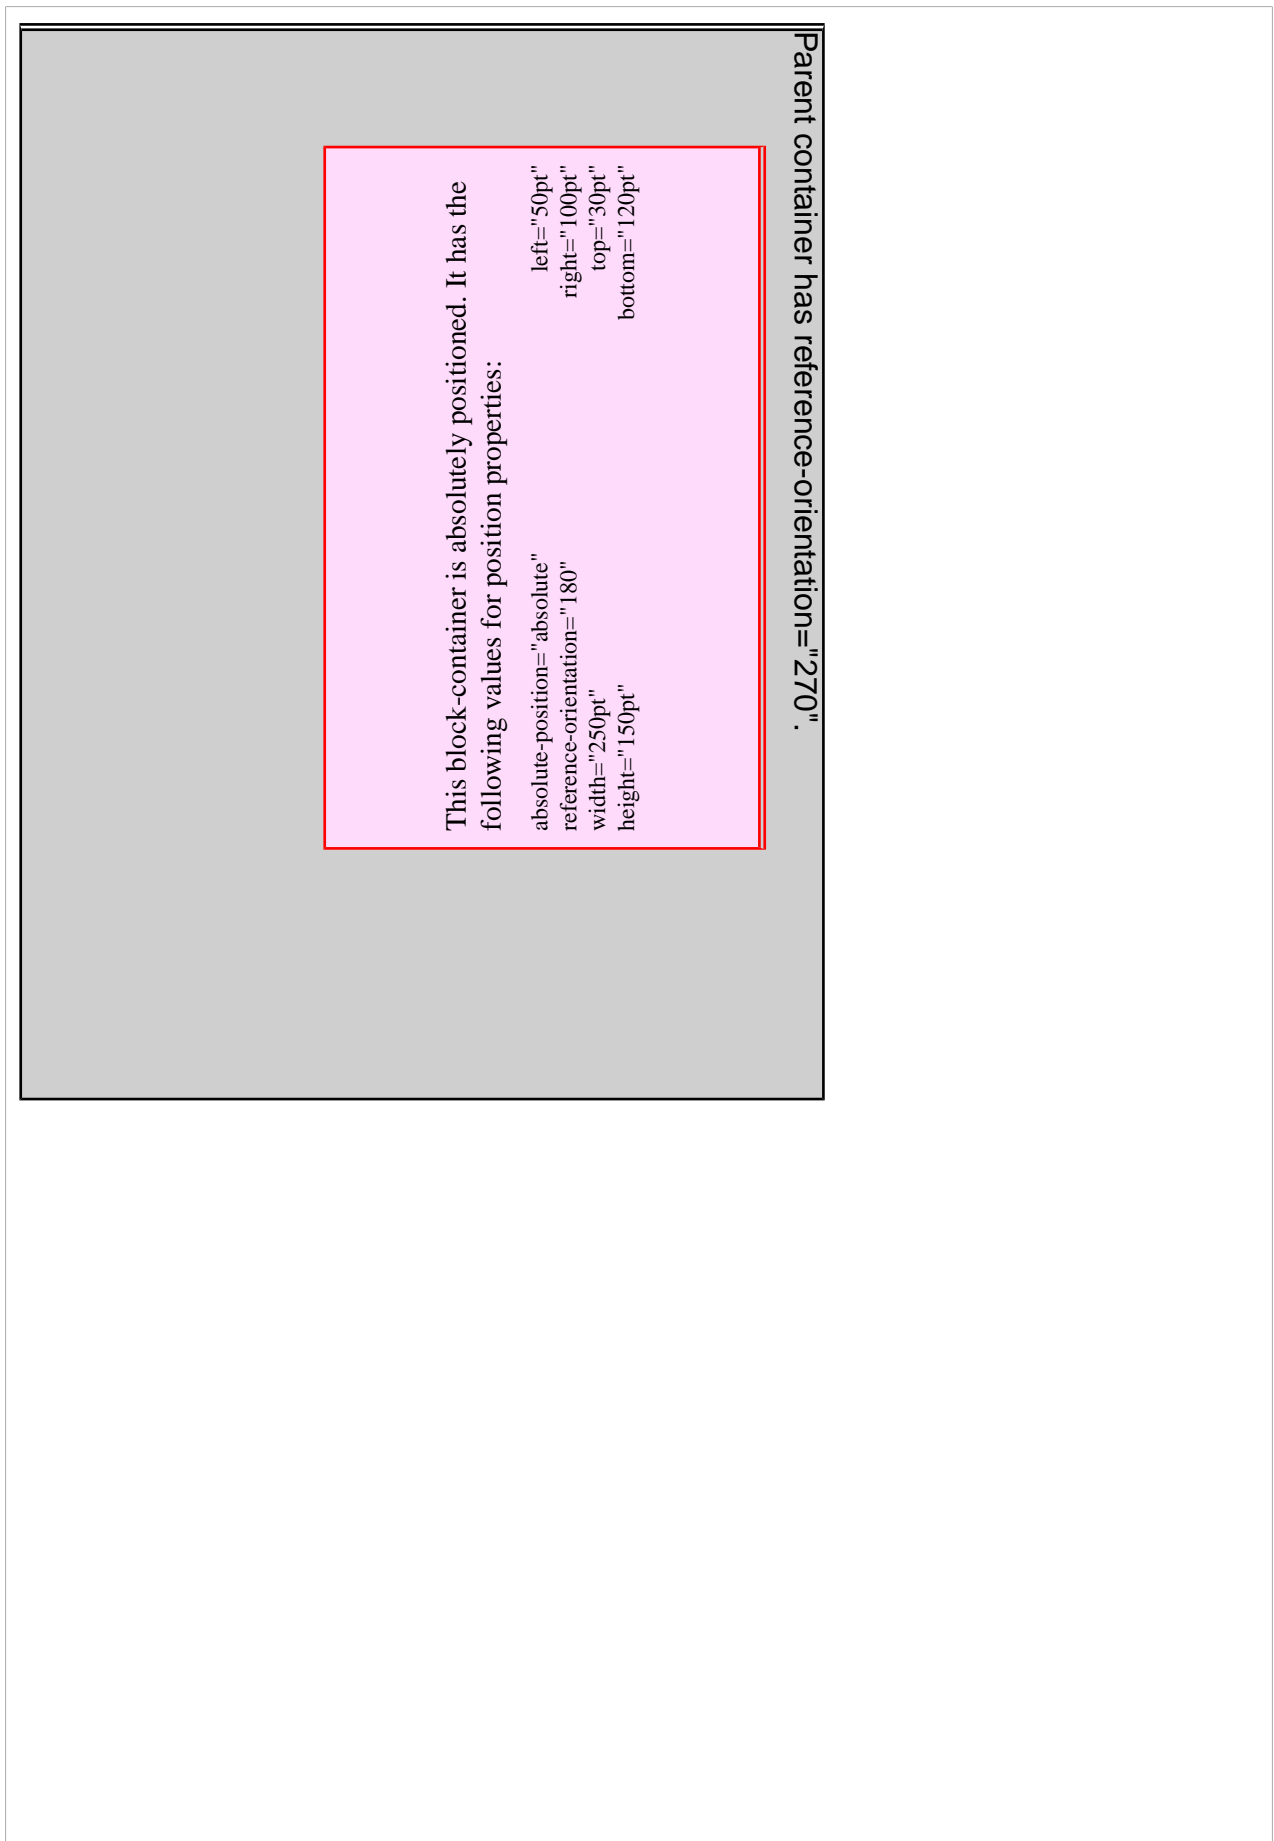 Parent container has reference-orientation="270".
This block-container is absolutely positioned. It has the
following values for position properties:
absolute-position="absolute" left="50pt"
reference-orientation="180" right="100pt"
width="250pt" top="30pt"
height="150pt" bottom="120pt"